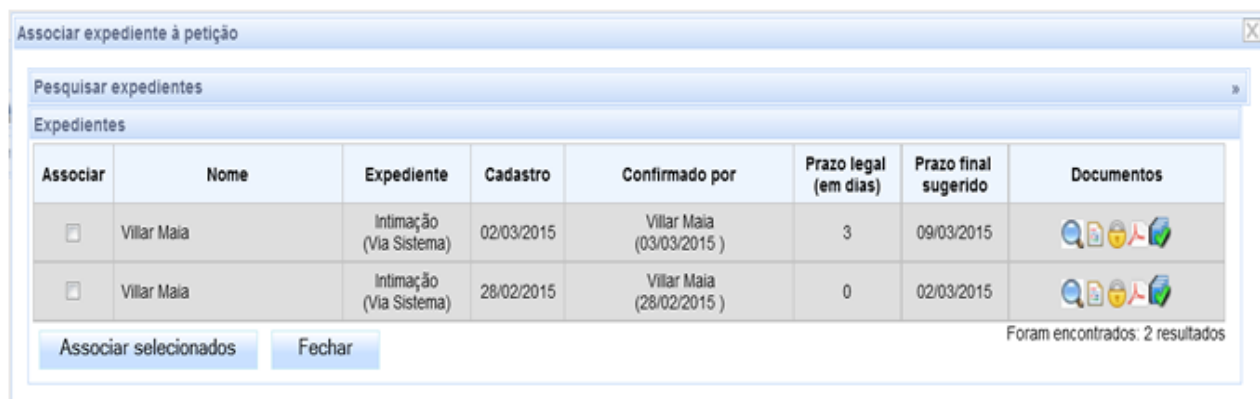 Associar expediente à petição
Pesquisar expedientes »
Expedientes
Associar Nome Expediente Cadastro Confirmado por Prazo legal (em dias) Prazo final sugerido Documentos
Villar Maia Intimação (Via Sistema) 02/03/2015 Villar Maia (03/03/2015 ) 3 09/03/2015
Villar Maia Intimação (Via Sistema) 28/02/2015 Villar Maia (28/02/2015 ) 0 02/03/2015
Foram encontrados: 2 resultados
Associar selecionados Fechar